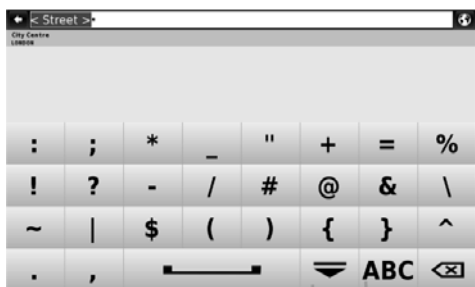 < Street >*
City Centre
LONDON
: ; * _ " + = %
! ? - / # @ & \
~ | $ ( ) { } ^
. , ABC